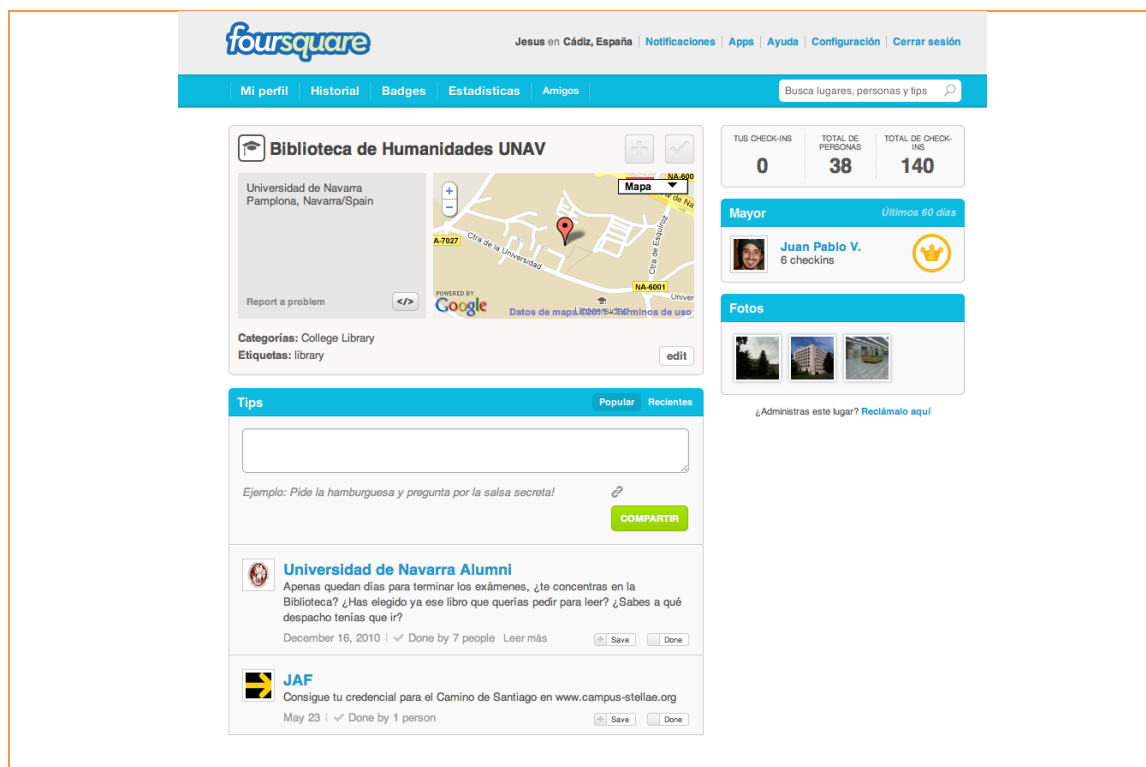 foursquare
Jesus en Cádiz, España | Notificaciones | Apps | Ayuda | Configuración | Cerrar sesión
Mi perfil Historial Badges Estadísticas Amigos
Busca lugares, personas y tips
Biblioteca de Humanidades UNAV
Universidad de Navarra
Pamplona, Navarra/Spain
Report a problem
</>
+
−
Mapa
NA-600
de Na
A-7027
Ctra de la Universidad
Ctra de Esquíroz
NA-6001
Univer
POWERED BY
Google
Datos de mapa ©2011 - Términos de uso
Categorías: College Library
Etiquetas: library
edit
Tips
Popular Recientes
Ejemplo: Pide la hamburguesa y pregunta por la salsa secreta!
COMPARTIR
Universidad de Navarra Alumni
Apenas quedan días para terminar los exámenes, ¿te concentras en la
Biblioteca? ¿Has elegido ya ese libro que querías pedir para leer? ¿Sabes a qué
despacho tenías que ir?
December 16, 2010 | Done by 7 people Leer más
Save Done
JAF
Consigue tu credencial para el Camino de Santiago en www.campus-stellae.org
May 23 | Done by 1 person
Save Done
TUS CHECK-INS
0
TOTAL DE
PERSONAS
38
TOTAL DE CHECK-
INS
140
Mayor Últimos 60 días
Juan Pablo V.
6 checkins
Fotos
¿Administras este lugar? Reclámalo aquí